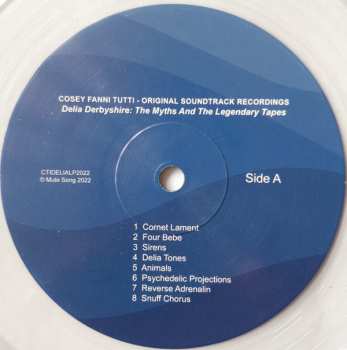 COSEY FANNI TUTTI - ORIGINAL SOUNDTRACK RECORDINGS
Delia Derbyshire: The Myths And The Legendary Tapes
CTIDELIALP2022
© Mute Song 2022
Side A
1 Cornet Lament
2 Four Bebe
3 Sirens
4 Delia Tones
5 Animals
6 Psychedelic Projections
7 Reverse Adrenalin
8 Snuff Chorus